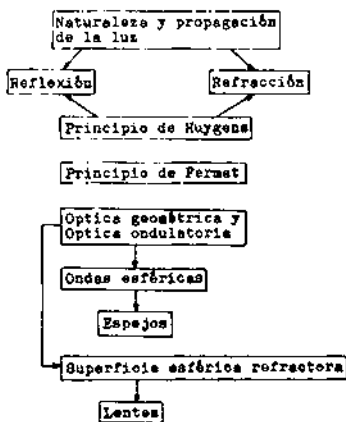 Naturaleza y propagación
de la luz
Reflexión
Refracción
Principio de Huygens
Principio de Fermat
Optica geométrica y
Optica ondulatoria
Ondas esféricas
Espejos
Superficie esférica refractora
Lentes